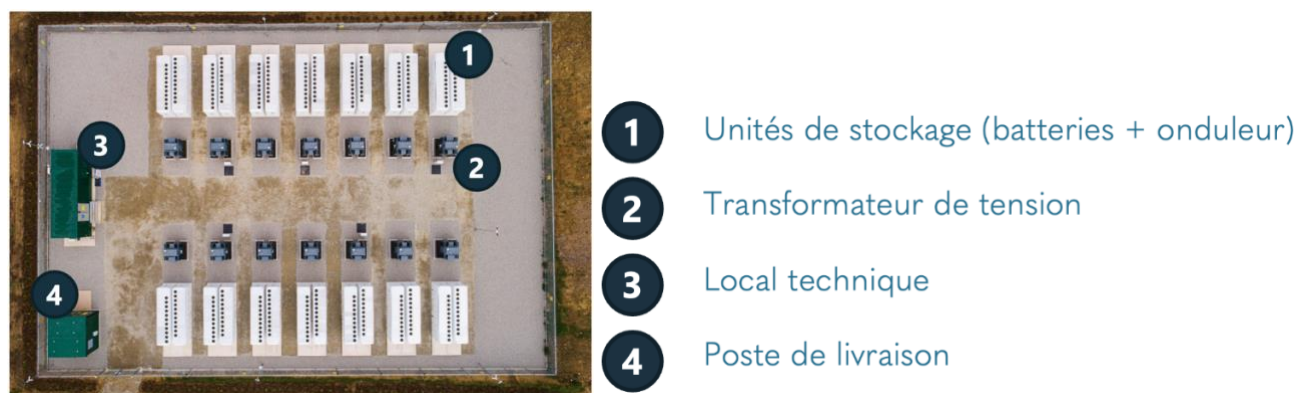 1
3
2
4
1 Unités de stockage (batteries + onduleur)
2 Transformateur de tension
3 Local technique
4 Poste de livraison